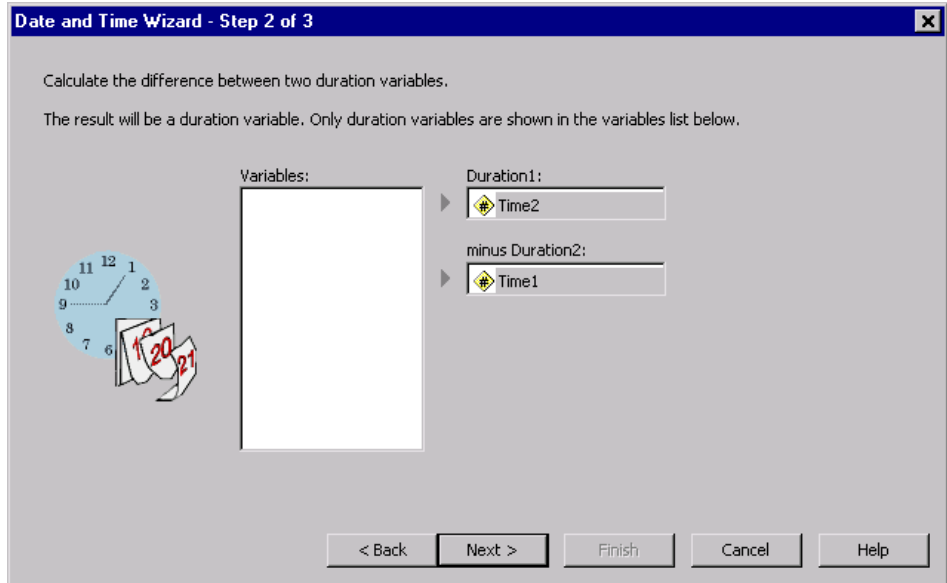 Date and Time Wizard - Step 2 of 3
Calculate the difference between two duration variables.
The result will be a duration variable. Only duration variables are shown in the variables list below.
Variables:
Duration1:
# Time2
minus Duration2:
# Time1
11 12 1
10 2
9 3
8
7 6
19 20 21
< Back Next > Finish Cancel Help